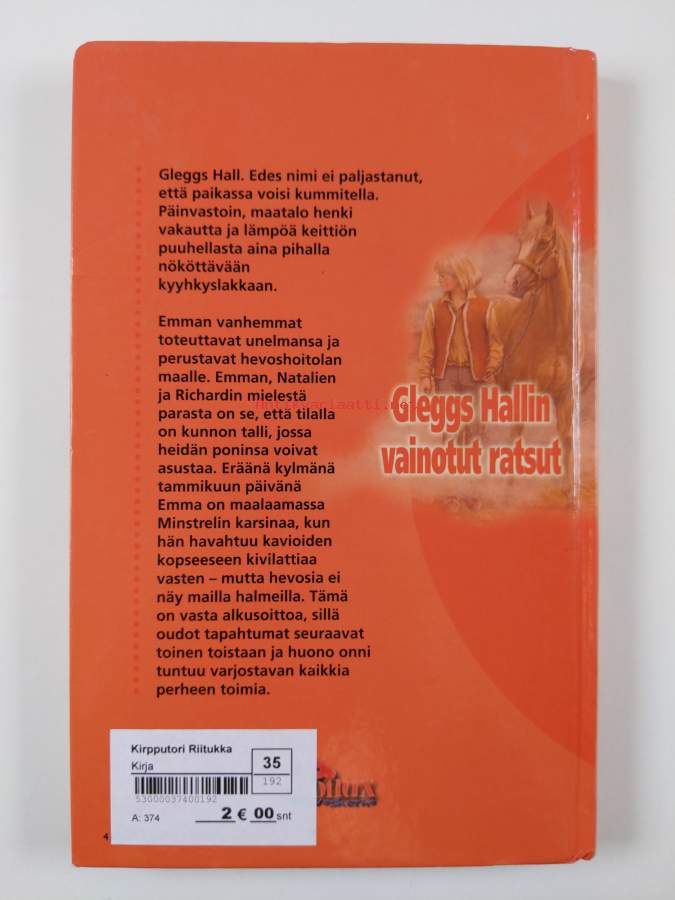 Gleggs Hall. Edes nimi ei paljastanut,
että paikassa voisi kummitella.
Päinvastoin, maatalo henki
vakautta ja lämpöä keittiön
puuhellasta aina pihalla
nököttävään
kyyhkyslakkaan.
Emman vanhemmat
toteuttavat unelmansa ja
perustavat hevoshoitolan
maalle. Emman, Natalien
ja Richardin mielestä
parasta on se, että tilalla
on kunnon talli, jossa
heidän poninsa voivat
asustaa. Eräänä kylmänä
tammikuun päivänä
Emma on maalaamassa
Minstrelin karsinaa, kun
hän havahtuu kavioiden
kopseeseen kivilattiaa
vasten – mutta hevosia ei
näy mailla halmeilla. Tämä
on vasta alkusoittoa, sillä
oudot tapahtumat seuraavat
toinen toistaan ja huono onni
tuntuu varjostavan kaikkia
perheen toimia.
Gleggs Hallin
vainotut ratsut
Kirpputori Riitukka
Kirja
35
192
53000037400192
A: 374
2 € 00 snt
4